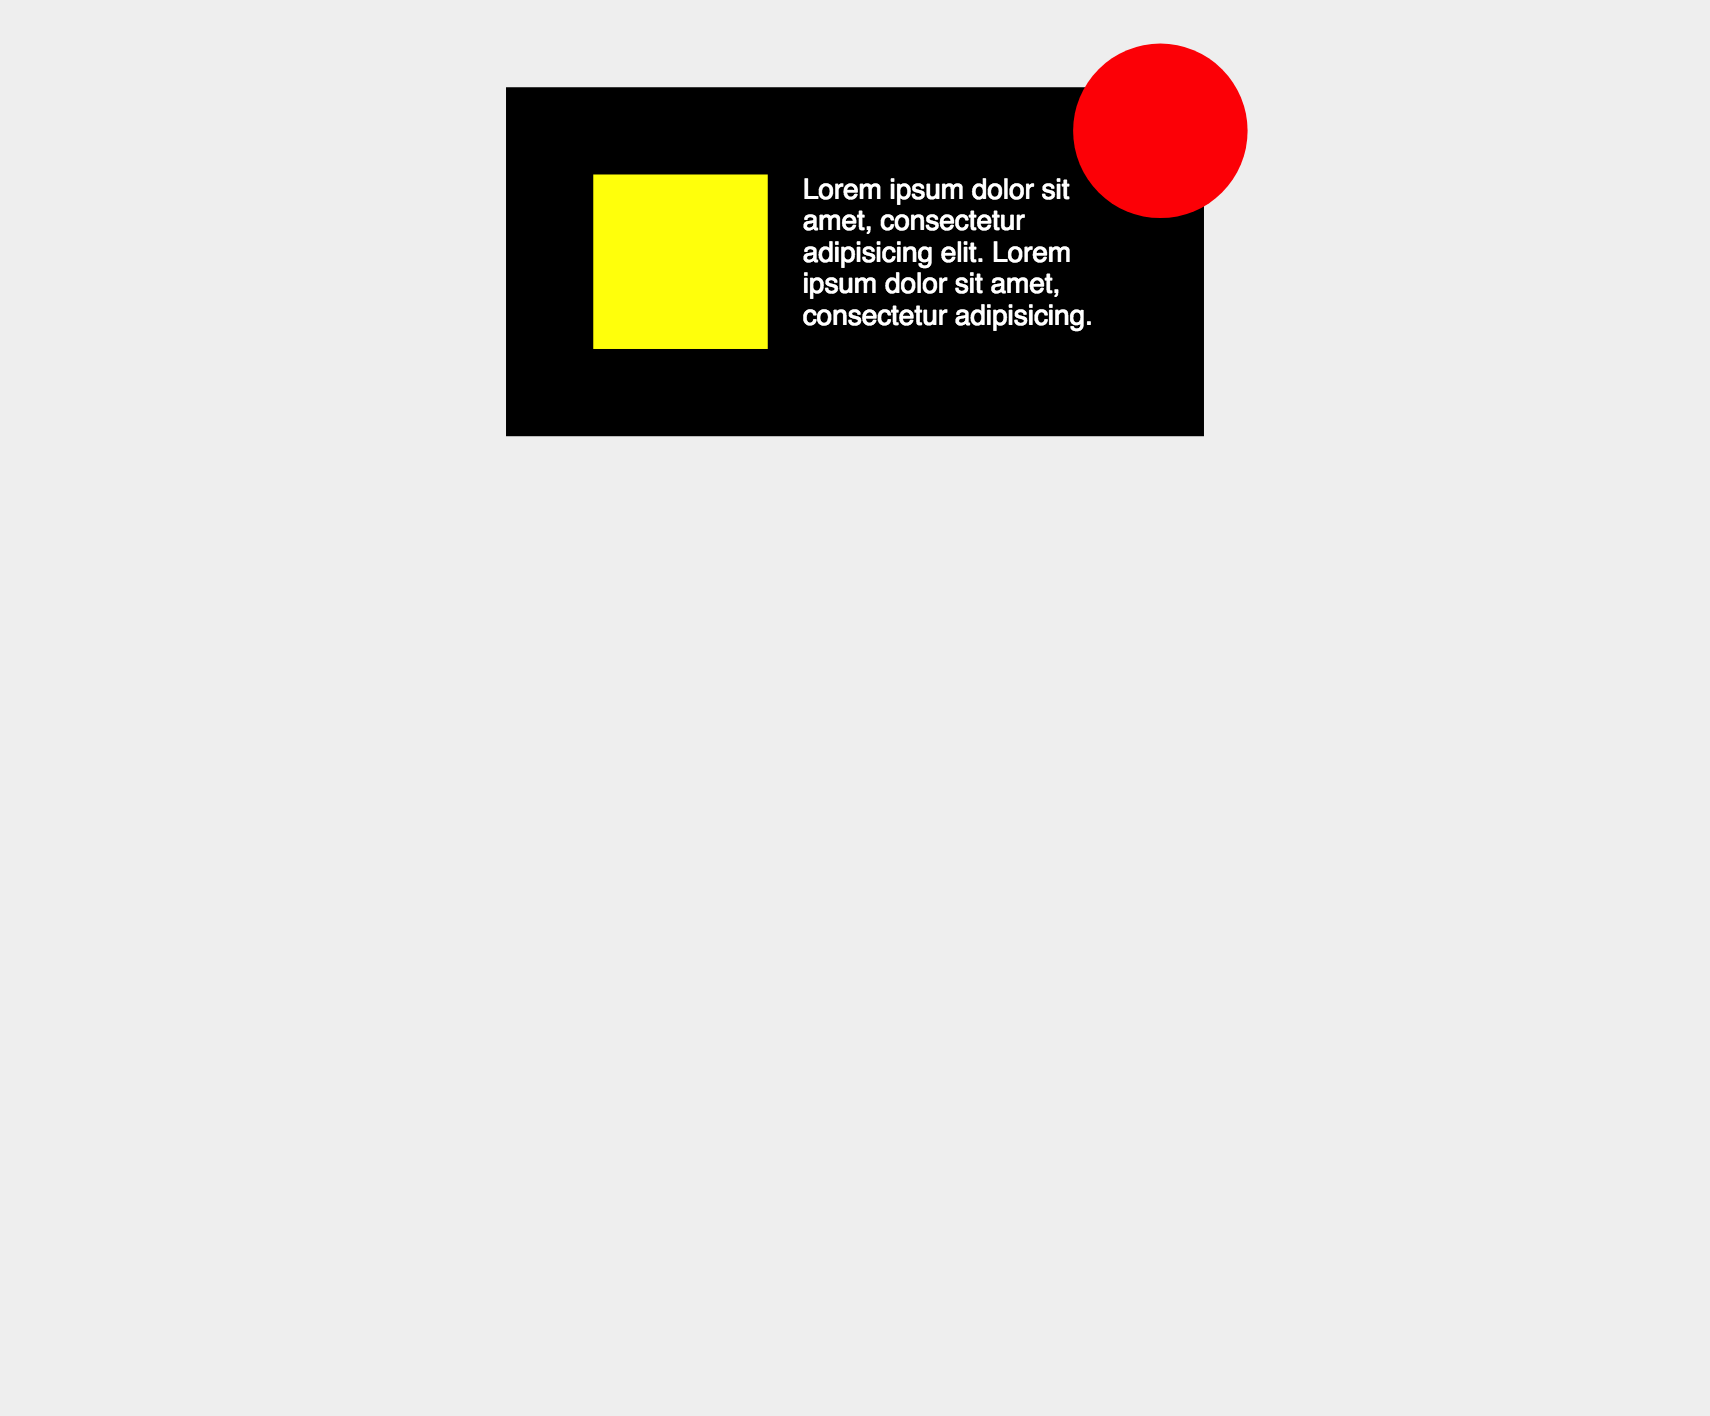 Lorem ipsum dolor sit
amet, consectetur
adipisicing elit. Lorem
ipsum dolor sit amet,
consectetur adipisicing.